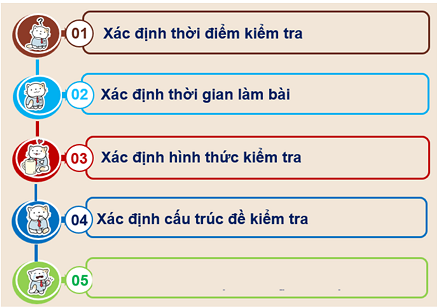 01 Xác định thời điểm kiểm tra
02 Xác định thời gian làm bài
03 Xác định hình thức kiểm tra
04 Xác định cấu trúc đề kiểm tra
05